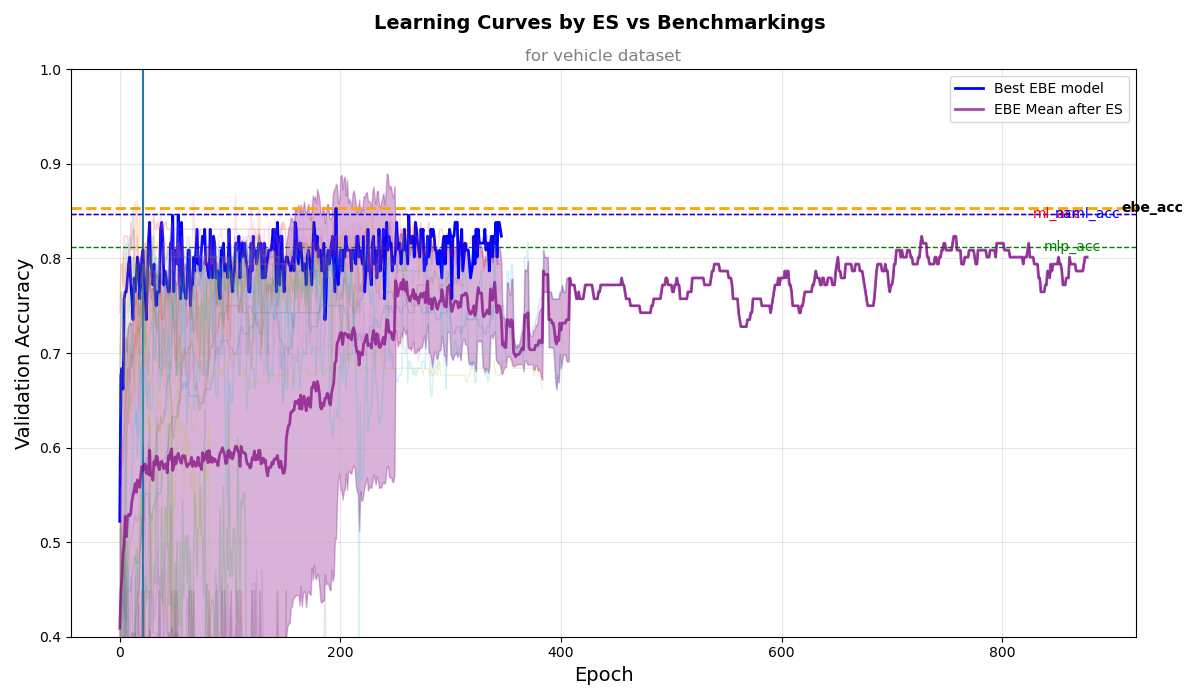 Learning Curves by ES vs Benchmarkings
for vehicle dataset
Validation Accuracy
1.0
0.9
0.8
0.7
0.6
0.5
0.4
Best EBE model
EBE Mean after ES
ebe_acc
mlp_acc
0 200 400 600 800
Epoch